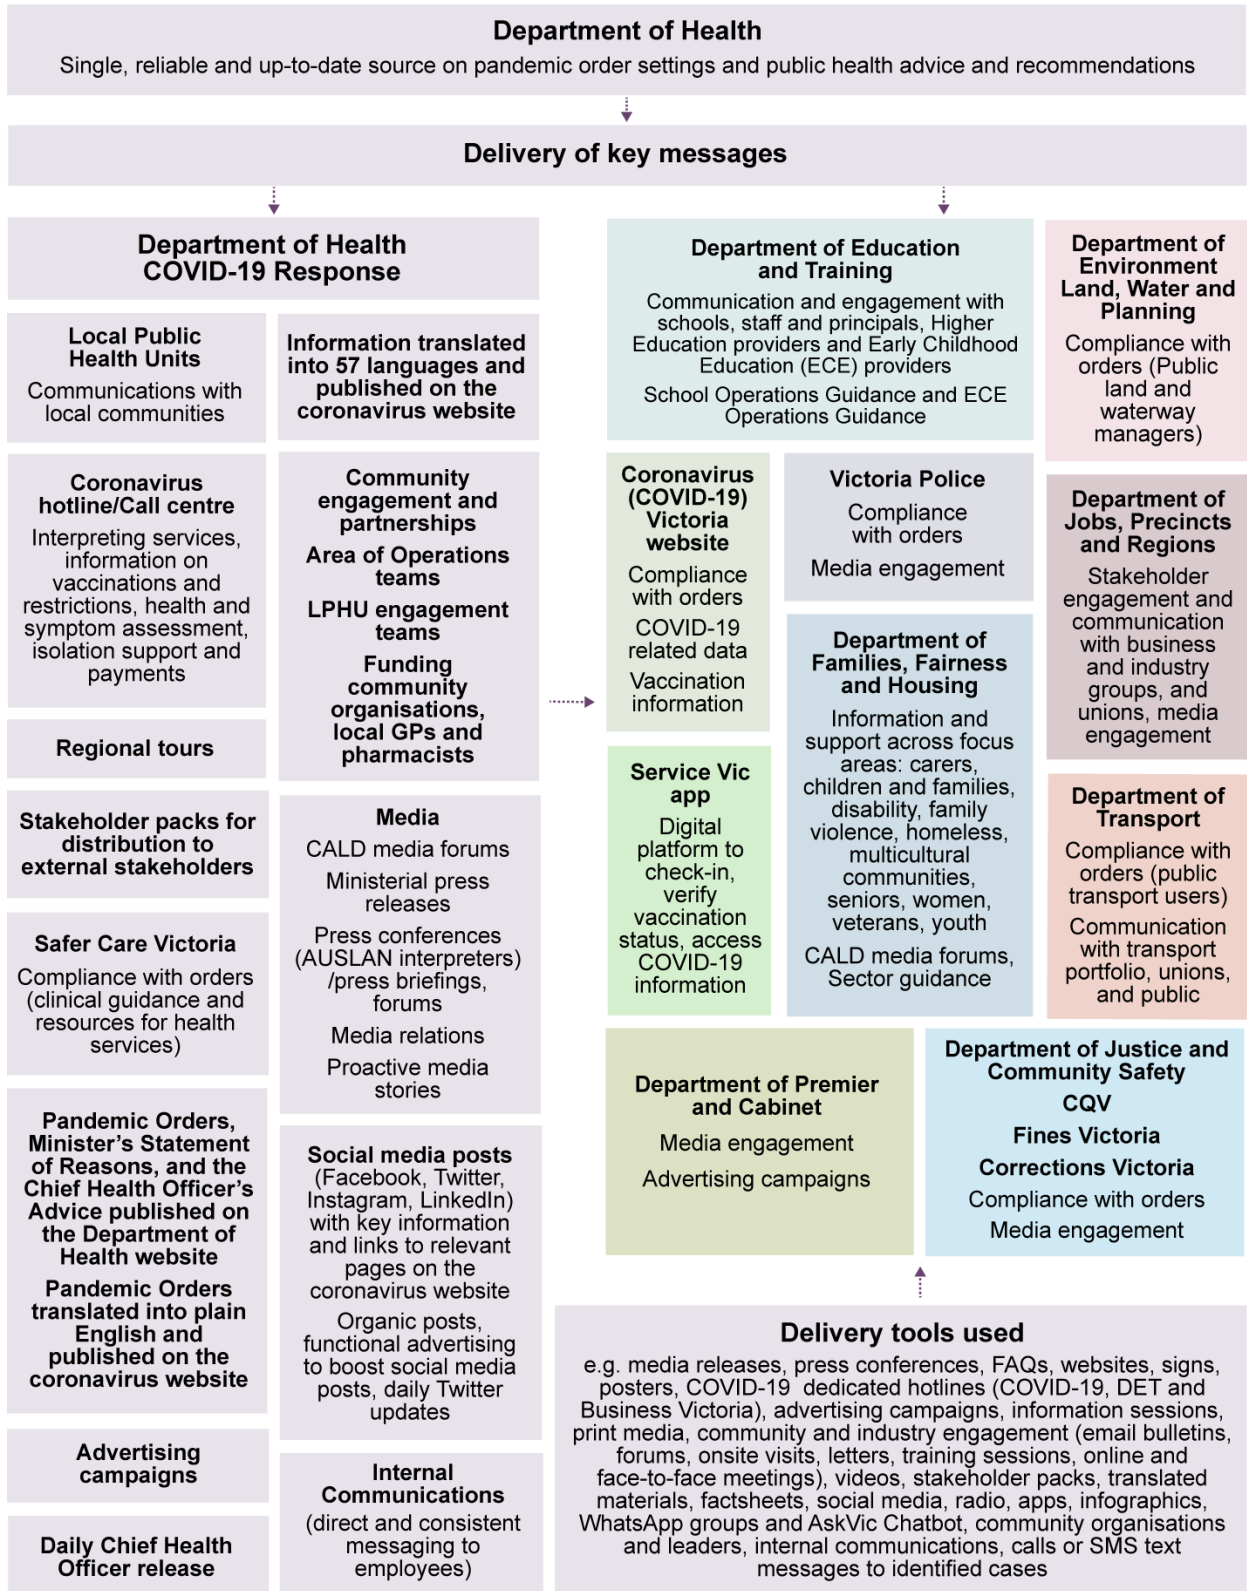 Department of Health
Single, reliable and up-to-date source on pandemic order settings and public health advice and recommendations
Delivery of key messages
Department of Health
COVID-19 Response
Local Public
Health Units
Communications with
local communities
Information translated
into 57 languages and
published on the
coronavirus website
Coronavirus
hotline/Call centre
Interpreting services,
information on
vaccinations and
restrictions, health and
symptom assessment,
isolation support and
payments
Community
engagement and
partnerships
Area of Operations
teams
LPHU engagement
teams
Funding
community
organisations,
local GPs and
pharmacists
Regional tours
Stakeholder packs for
distribution to
external stakeholders
Media
CALD media forums
Ministerial press
releases
Press conferences
(AUSLAN interpreters)
/press briefings,
forums
Media relations
Proactive media
stories
Safer Care Victoria
Compliance with orders
(clinical guidance and
resources for health
services)
Pandemic Orders,
Minister’s Statement
of Reasons, and the
Chief Health Officer’s
Advice published on
the Department of
Health website
Pandemic Orders
translated into plain
English and
published on the
coronavirus website
Social media posts
(Facebook, Twitter,
Instagram, LinkedIn)
with key information
and links to relevant
pages on the
coronavirus website
Organic posts,
functional advertising
to boost social media
posts, daily Twitter
updates
Advertising
campaigns
Daily Chief Health
Officer release
Internal
Communications
(direct and consistent
messaging to
employees)
Department of Education
and Training
Communication and engagement with
schools, staff and principals, Higher
Education providers and Early Childhood
Education (ECE) providers
School Operations Guidance and ECE
Operations Guidance
Department of
Environment
Land, Water and
Planning
Compliance with
orders (Public
land and
waterway
managers)
Coronavirus
(COVID-19)
Victoria
website
Compliance
with orders
COVID-19
related data
Vaccination
information
Victoria Police
Compliance
with orders
Media engagement
Department of
Jobs, Precincts
and Regions
Stakeholder
engagement and
communication
with business
and industry
groups, and
unions, media
engagement
Department of
Families, Fairness
and Housing
Information and
support across focus
areas: carers,
children and families,
disability, family
violence, homeless,
multicultural
communities,
seniors, women,
veterans, youth
CALD media forums,
Sector guidance
Service Vic
app
Digital
platform to
check-in,
verify
vaccination
status, access
COVID-19
information
Department of
Transport
Compliance with
orders (public
transport users)
Communication
with transport
portfolio, unions,
and public
Department of Premier
and Cabinet
Media engagement
Advertising campaigns
Department of Justice and
Community Safety
CQV
Fines Victoria
Corrections Victoria
Compliance with orders
Media engagement
Delivery tools used
e.g. media releases, press conferences, FAQs, websites, signs,
posters, COVID-19 dedicated hotlines (COVID-19, DET and
Business Victoria), advertising campaigns, information sessions,
print media, community and industry engagement (email bulletins,
forums, onsite visits, letters, training sessions, online and
face-to-face meetings), videos, stakeholder packs, translated
materials, factsheets, social media, radio, apps, infographics,
WhatsApp groups and AskVic Chatbot, community organisations
and leaders, internal communications, calls or SMS text
messages to identified cases